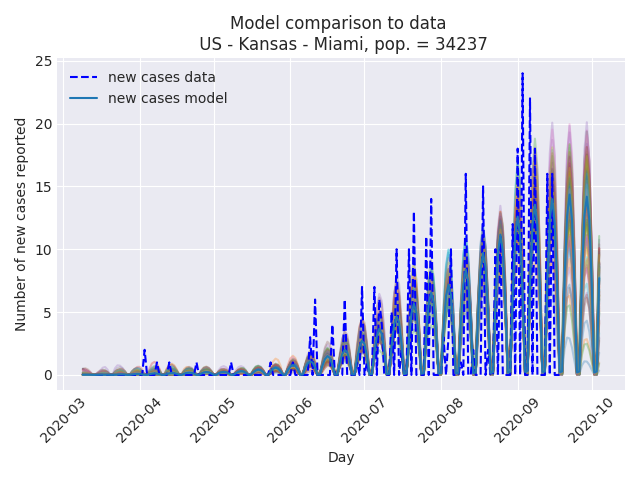 Model comparison to data
US - Kansas - Miami, pop. = 34237
new cases data
new cases model
Number of new cases reported
25
20
15
10
5
0
2020-03
2020-04
2020-05
2020-06
2020-07
2020-08
2020-09
2020-10
Day